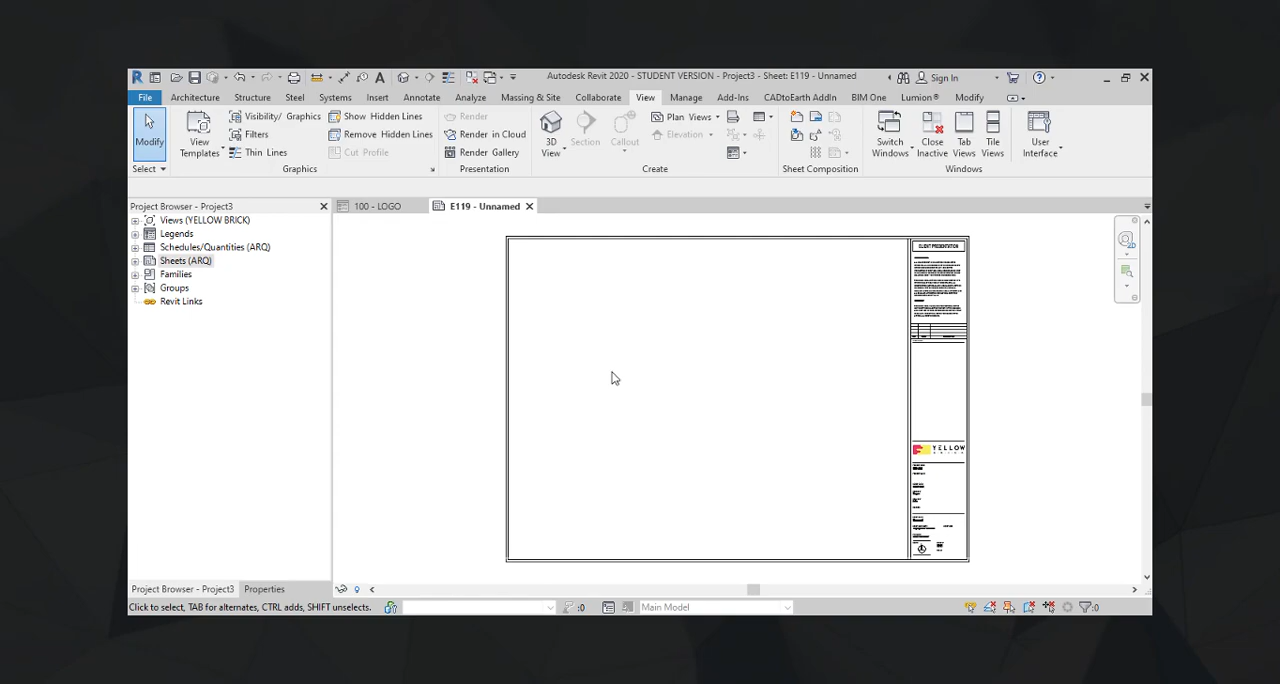 Autodesk Revit 2020 - STUDENT VERSION - Project3 - Sheet: E119 - Unnamed
Sign In
File Architecture Structure Steel Systems Insert Annotate Analyze Massing & Site Collaborate View Manage Add-Ins CADtoEarth AddIn BIM One Lumion® Modify
Modify
View Templates
Visibility/ Graphics
Filters
Thin Lines
Show Hidden Lines
Remove Hidden Lines
Cut Profile
Render
Render in Cloud
Render Gallery
3D View
Section
Callout
Plan Views
Elevation
Switch Windows
Close Inactive
Tab Views
Tile Views
User Interface
Select
Graphics
Presentation
Create
Sheet Composition
Windows
Project Browser - Project3
100 - LOGO
E119 - Unnamed
Views (YELLOW BRICK)
Legends
Schedules/Quantities (ARQ)
Sheets (ARQ)
Families
Groups
Revit Links
2D
CLIENT PRESENTATION
YELLOW
BRICK
Project Browser - Project3
Properties
Click to select, TAB for alternates, CTRL adds, SHIFT unselects.
:0
Main Model
:0